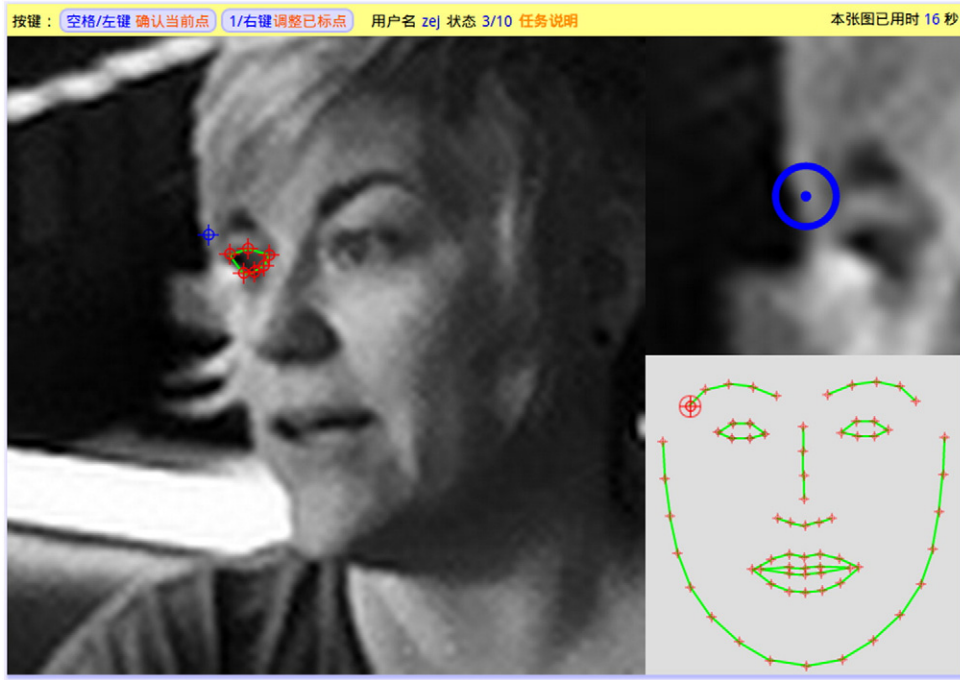 按键： 空格/左键 确认当前点 1/右键调整已标点 用户名 zej 状态 3/10 任务说明 本张图已用时 16 秒